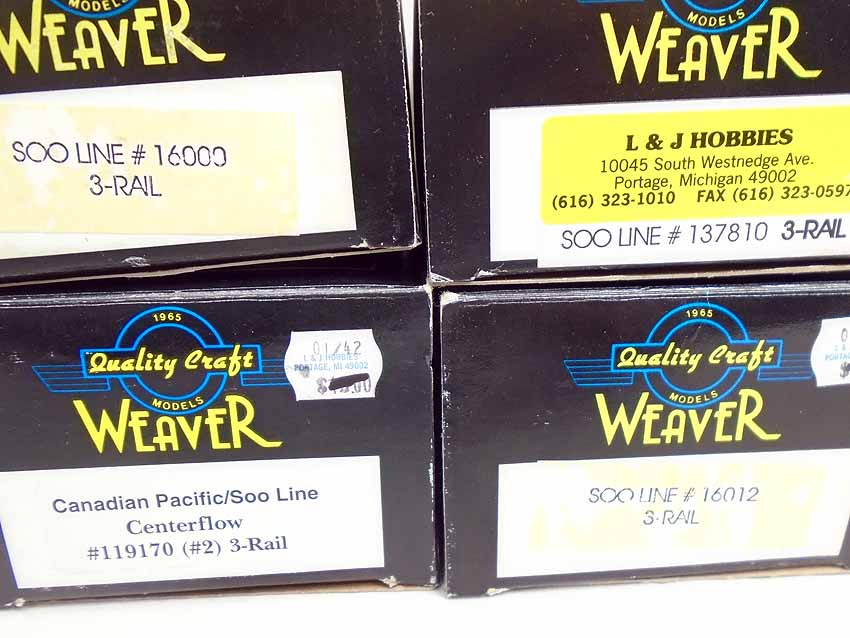 MODELS
WEAVER
SOO LINE # 16000
3-RAIL
MODELS
WEAVER
L & J HOBBIES
10045 South Westnedge Ave.
Portage, Michigan 49002
(616) 323-1010 FAX (616) 323-0597
SOO LINE # 137810 3-RAIL
1965
Quality Craft
MODELS
WEAVER
01/42
L & J HOBBIES
PORTAGE, MI 49002
Canadian Pacific/Soo Line
Centerflow
#119170 (#2) 3-Rail
1965
Quality Craft
MODELS
WEAVER
SOO LINE # 16012
3-RAIL